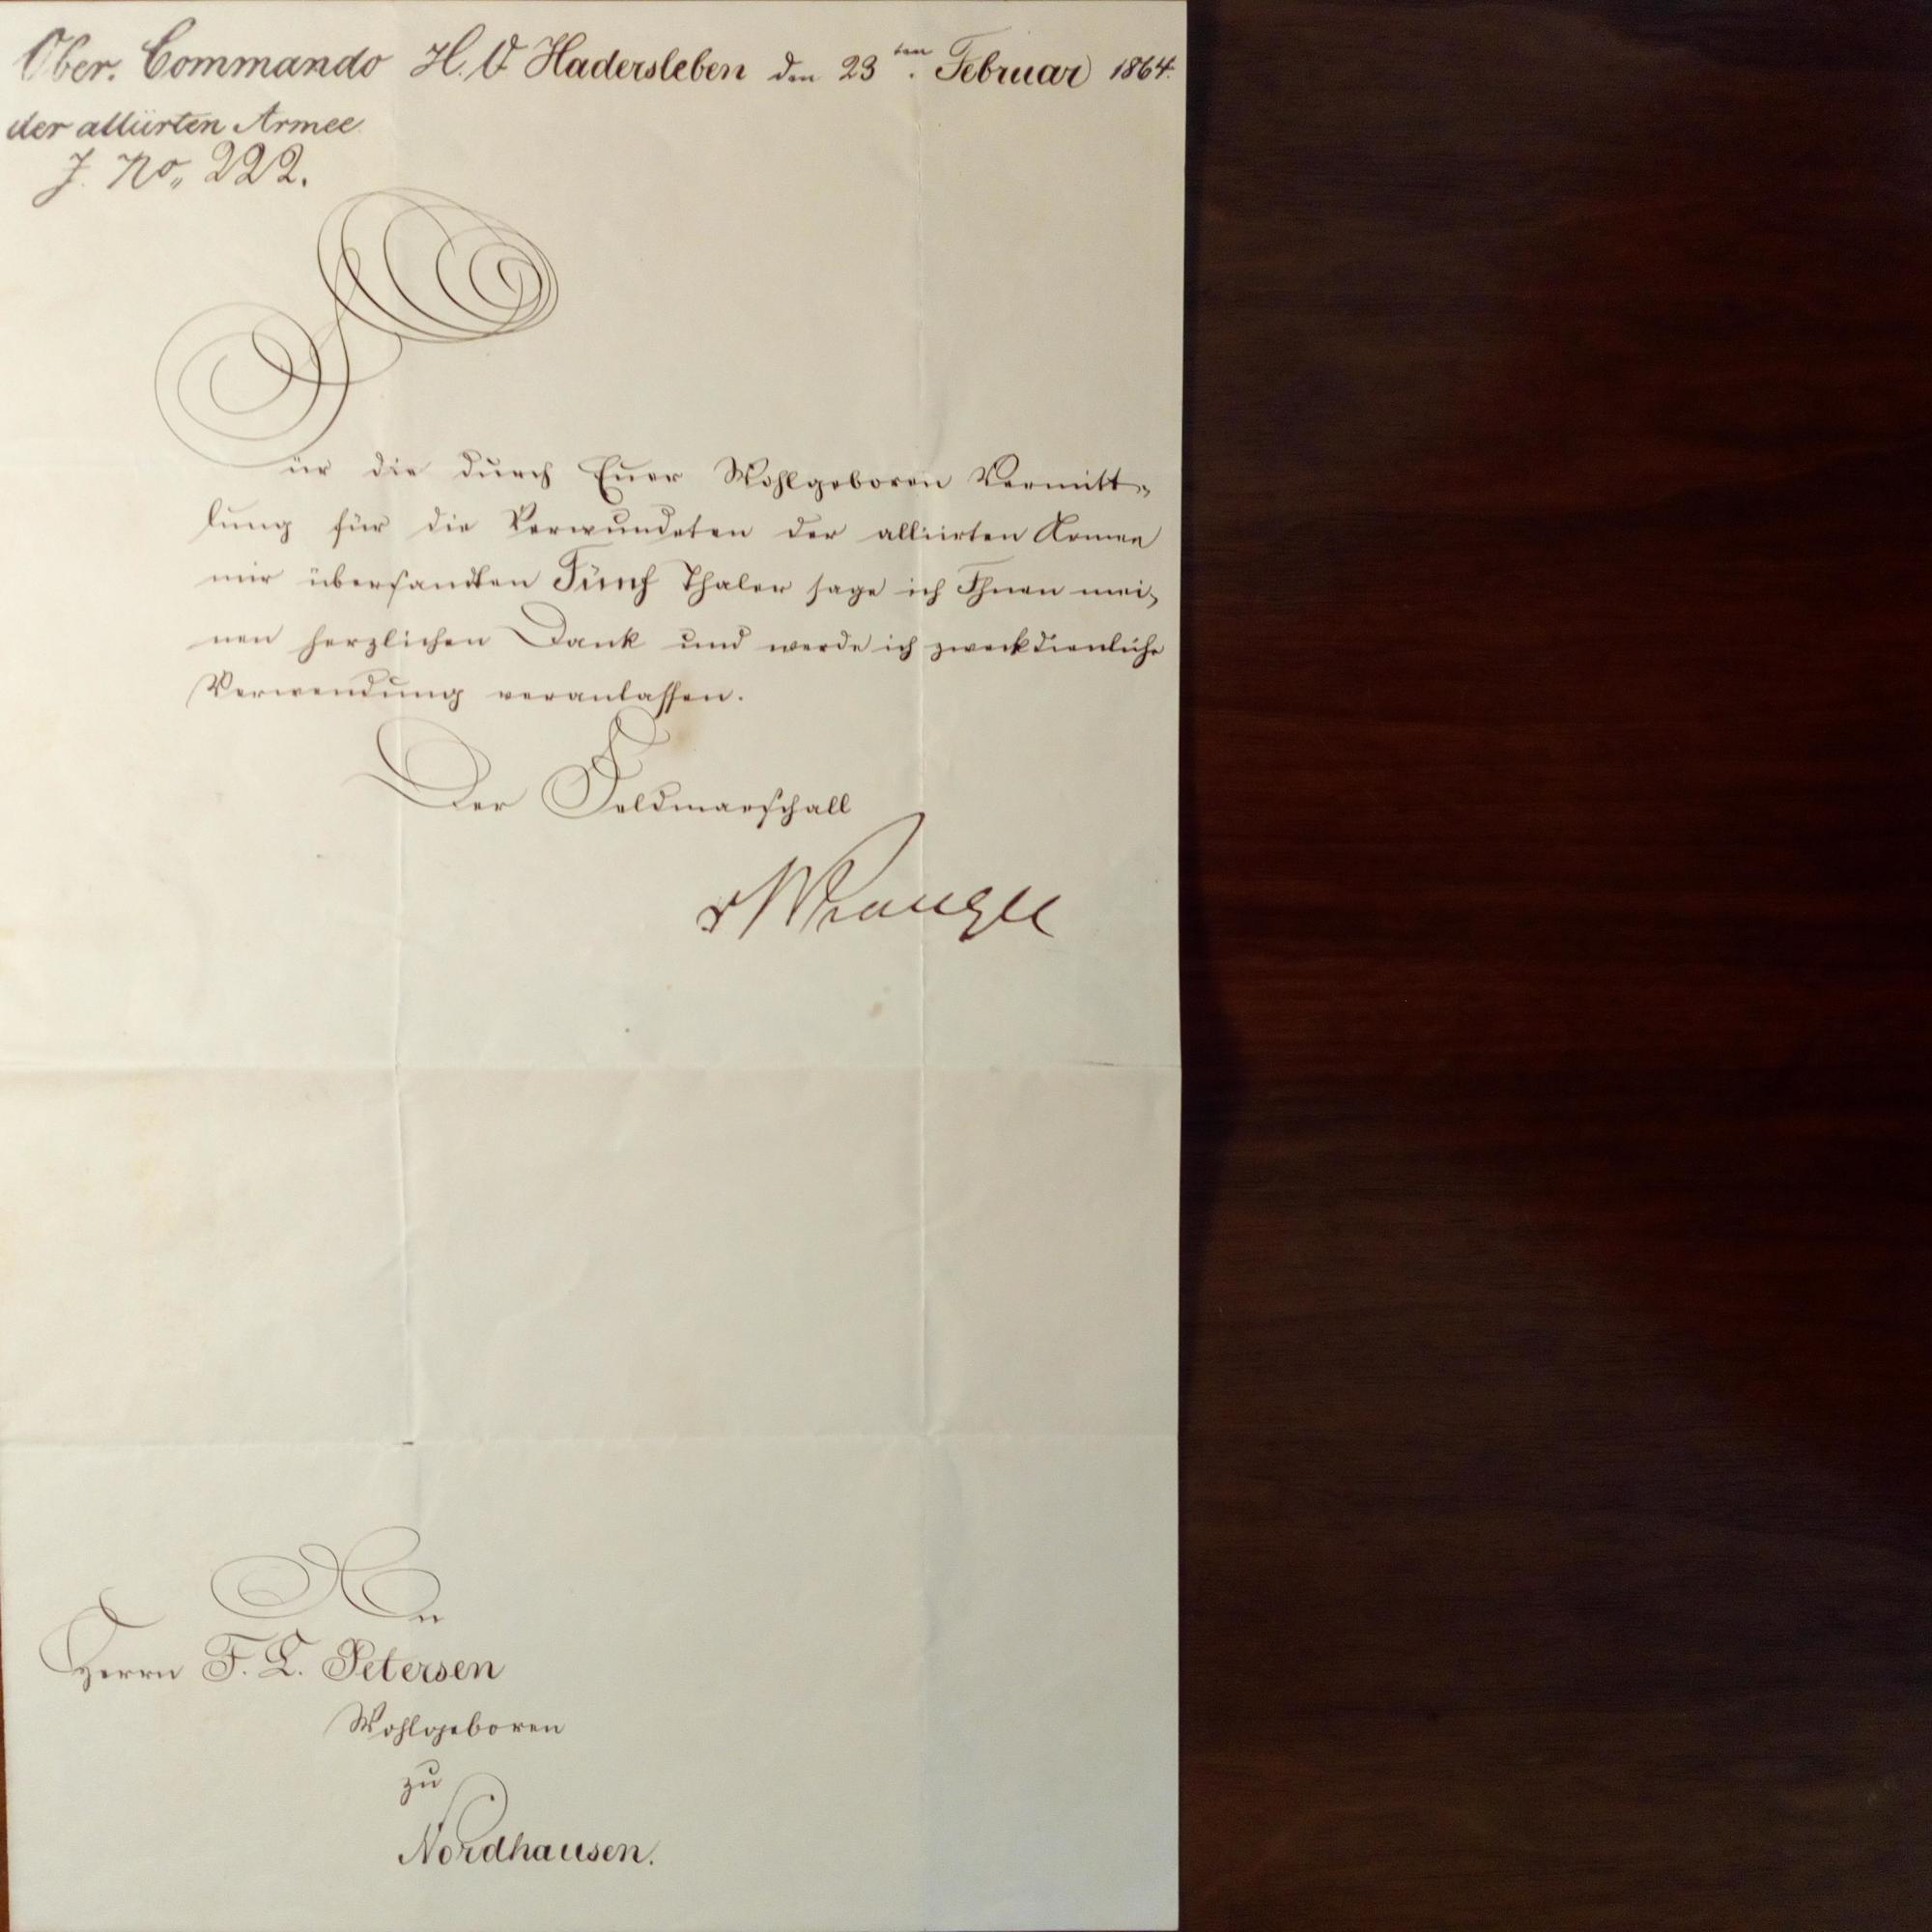 Ober. Commando H. Q Hadersleben den 23ten. Februar 1864.
der alliirten Armee
J. No,, 222.
Für die durch Euer Wohlgeboren Vermitt-
lung für die Verwundeten der alliirten Armee
mir übersandten Fünf Thaler sage ich Ihnen mei-
nen herzlichen Dank und werde ich zweckdienliche
Verwendung veranlassen.
Der Feldmarschall
v Wrangel
An
Herrn F. L. Petersen
Wohlgeboren
zu
Nordhausen.